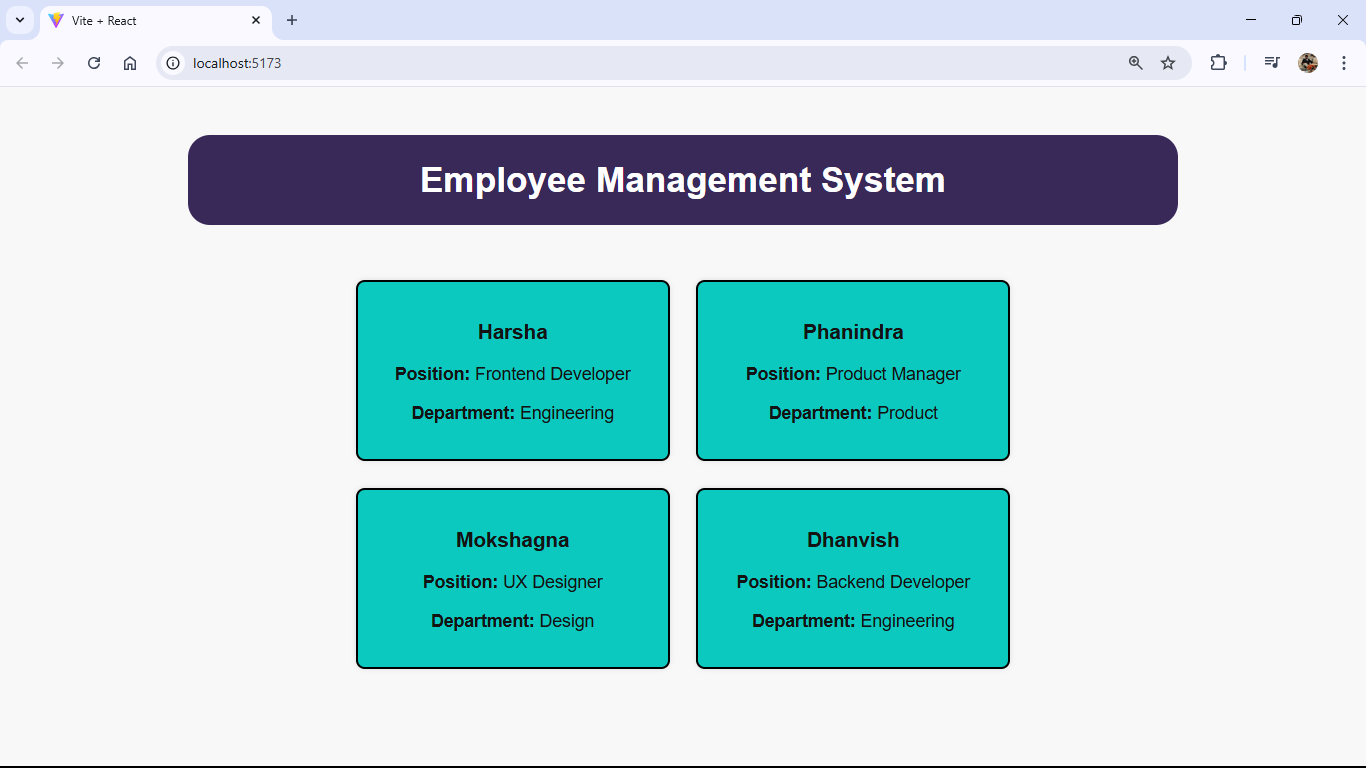 Vite + React
localhost:5173
Employee Management System
Harsha
Position: Frontend Developer
Department: Engineering
Phanindra
Position: Product Manager
Department: Product
Mokshagna
Position: UX Designer
Department: Design
Dhanvish
Position: Backend Developer
Department: Engineering